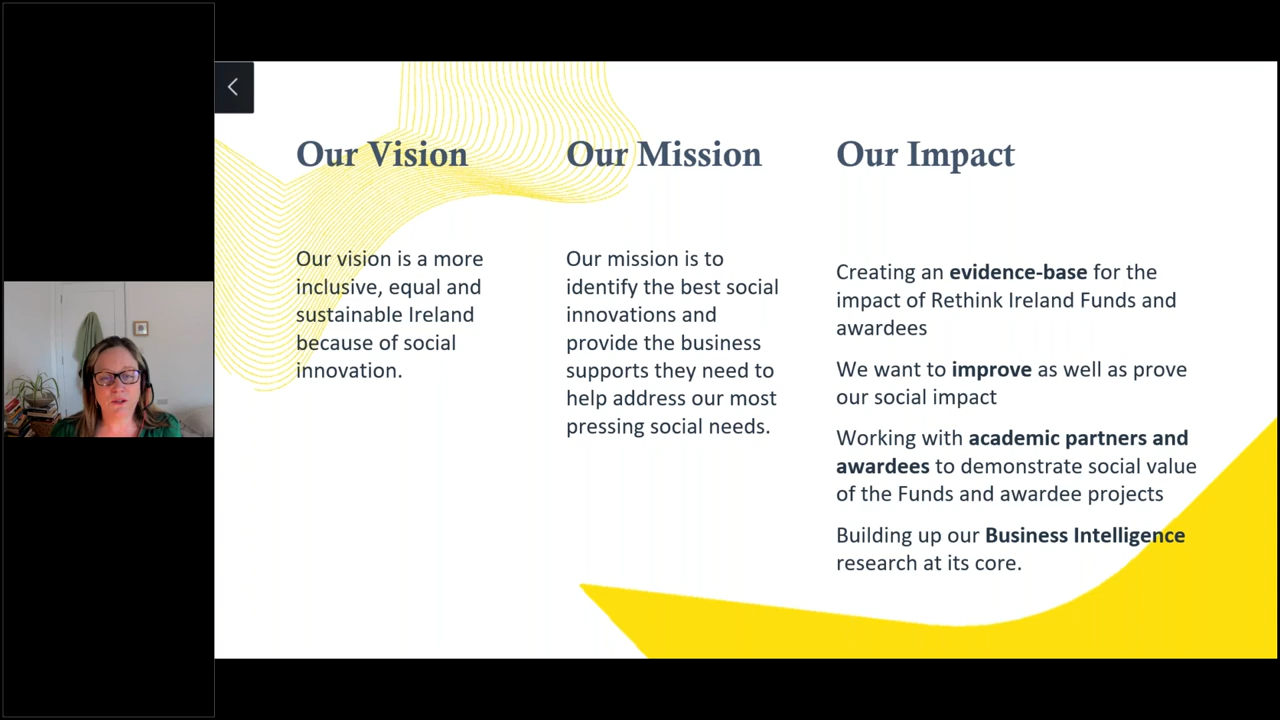 Our Vision
Our vision is a more
inclusive, equal and
sustainable Ireland
because of social
innovation.
Our Mission
Our mission is to
identify the best social
innovations and
provide the business
supports they need to
help address our most
pressing social needs.
Our Impact
Creating an evidence-base for the
impact of Rethink Ireland Funds and
awardees
We want to improve as well as prove
our social impact
Working with academic partners and
awardees to demonstrate social value
of the Funds and awardee projects
Building up our Business Intelligence
research at its core.